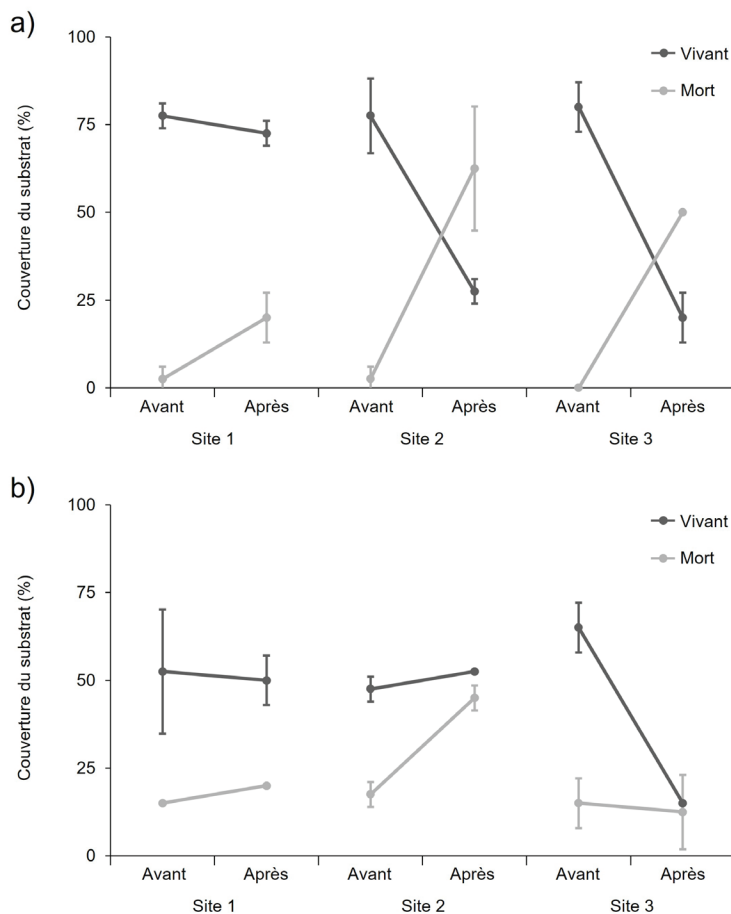 a)
100
Vivant
Mort
75
50
25
0
Couverture du substrat (%)
Avant Après Avant Après Avant Après
Site 1 Site 2 Site 3
b)
100
Vivant
Mort
75
50
25
0
Couverture du substrat (%)
Avant Après Avant Après Avant Après
Site 1 Site 2 Site 3